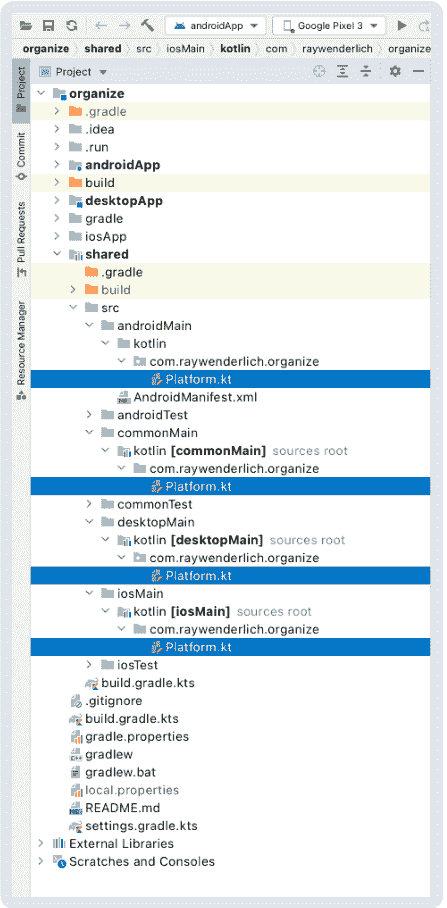 androidApp
Google Pixel 3
organize
shared
src
iosMain
kotlin
com
raywenderlich
organize
Project
Project
Commit
Pull Requests
Resource Manager
organize
.gradle
.idea
.run
androidApp
build
desktopApp
gradle
iosApp
shared
.gradle
build
src
androidMain
kotlin
com.raywenderlich.organize
Platform.kt
AndroidManifest.xml
androidTest
commonMain
kotlin [commonMain] sources root
com.raywenderlich.organize
Platform.kt
commonTest
desktopMain
kotlin [desktopMain] sources root
com.raywenderlich.organize
Platform.kt
iosMain
kotlin [iosMain] sources root
com.raywenderlich.organize
Platform.kt
iosTest
build.gradle.kts
.gitignore
build.gradle.kts
gradle.properties
gradlew
gradlew.bat
local.properties
README.md
settings.gradle.kts
External Libraries
Scratches and Consoles